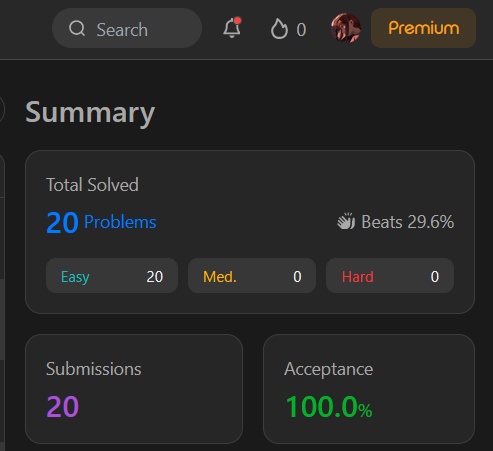 Search 0 Premium
Summary
Total Solved
20 Problems Beats 29.6%
Easy 20 Med. 0 Hard 0
Submissions Acceptance
20 100.0%